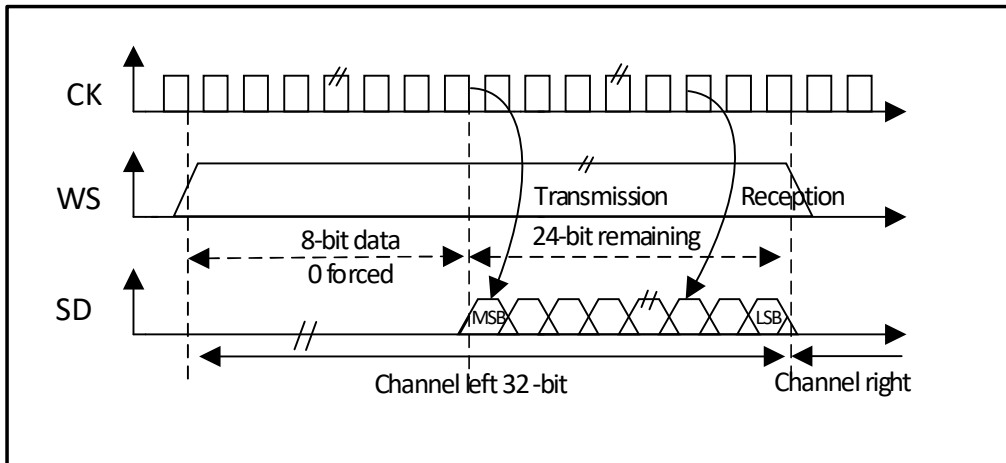 CK
WS
Transmission
Reception
8-bit data
24-bit remaining
0 forced
SD
MSB
LSB
Channel left 32-bit
Channel right